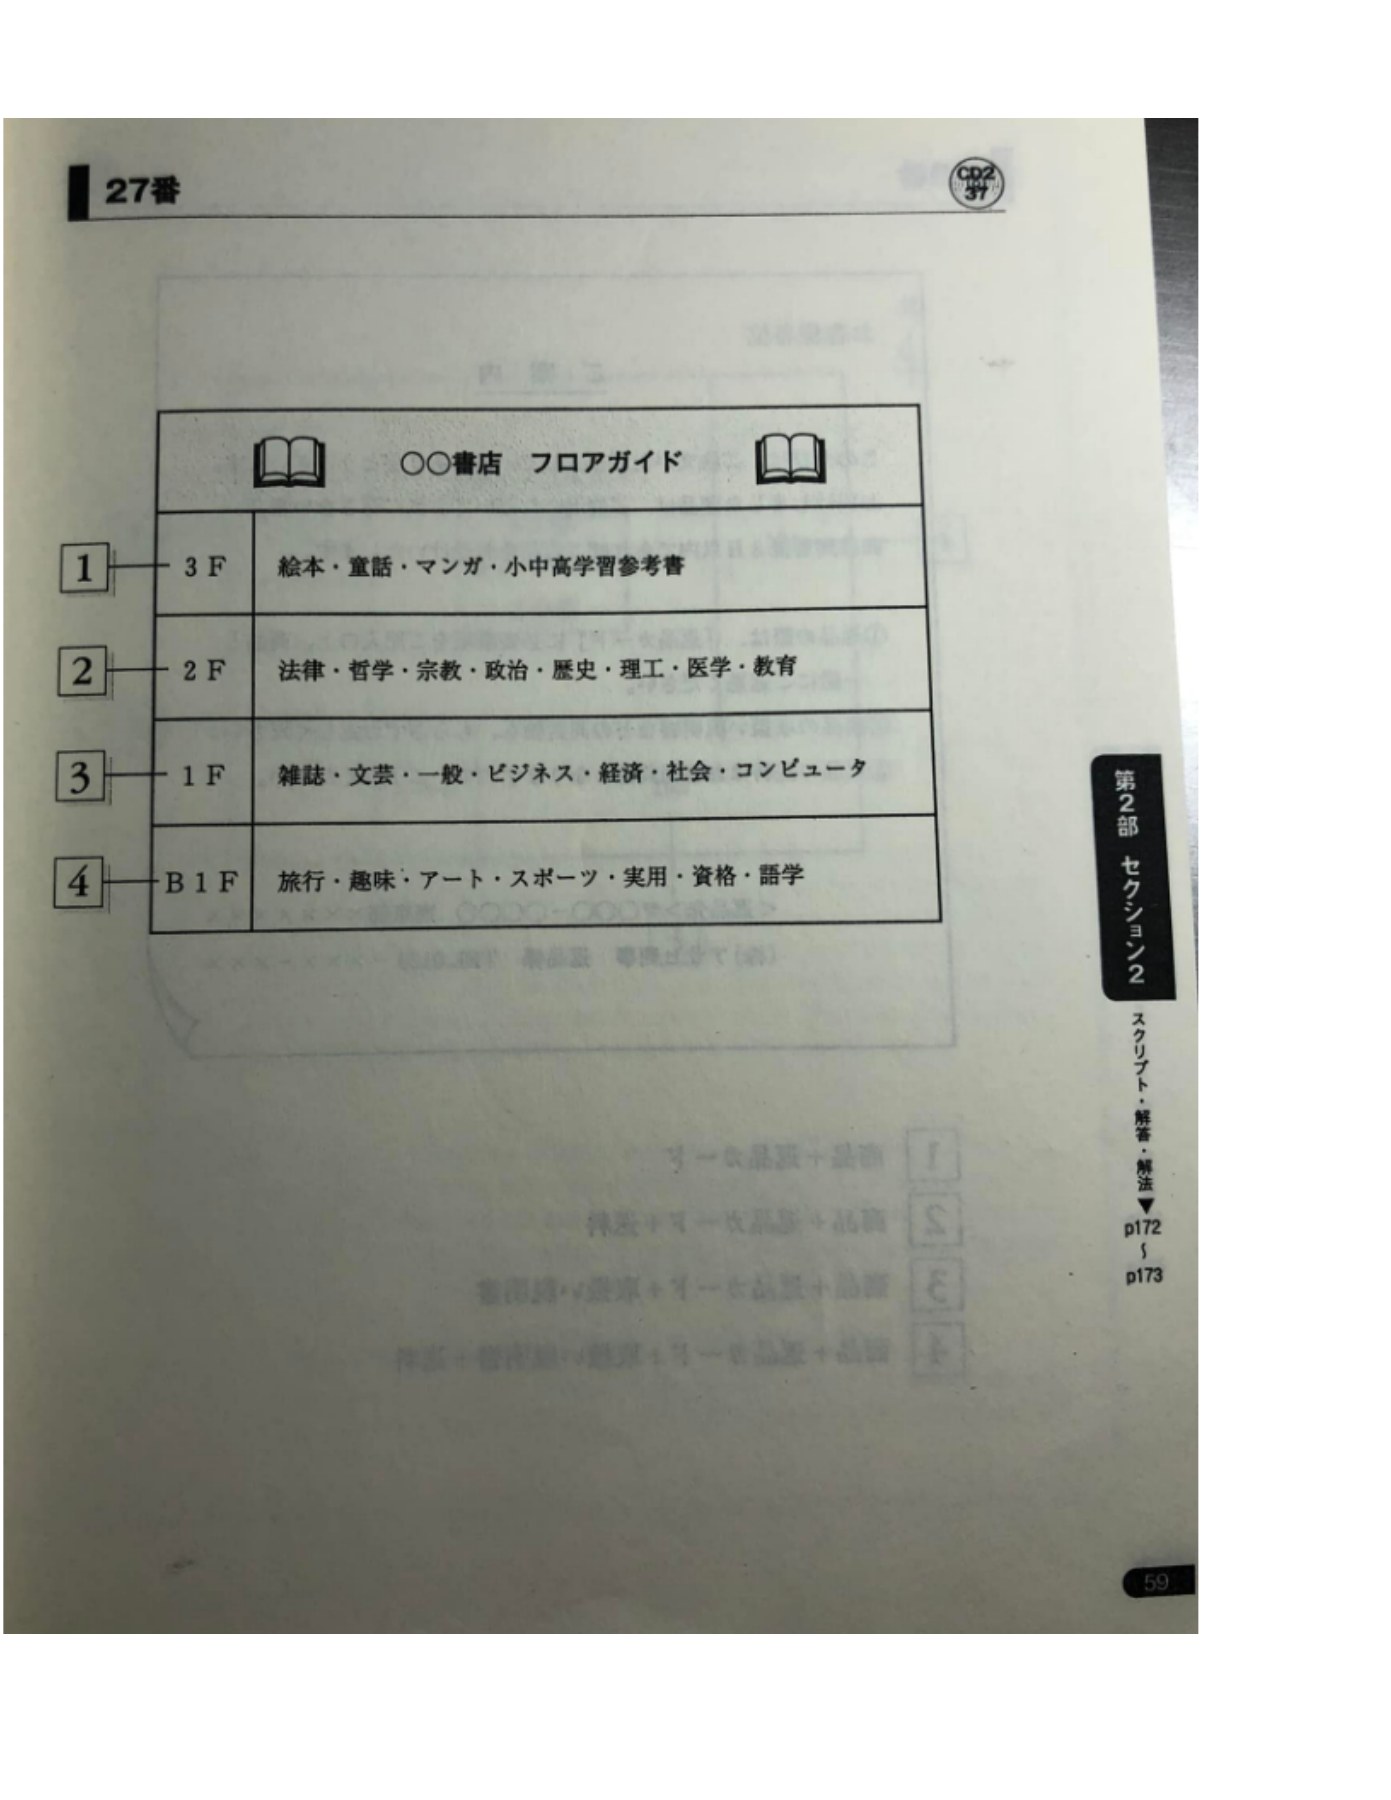 27番
CD2
37
〇〇書店 フロアガイド
1 3F 絵本・童話・マンガ・小中高学習参考書
2 2F 法律・哲学・宗教・政治・歴史・理工・医学・教育
3 1F 雑誌・文芸・一般・ビジネス・経済・社会・コンピュータ
4 B1F 旅行・趣味・アート・スポーツ・実用・資格・語学
第2部 セクション2
スクリプト・解答・解法▼
p172
〜
p173
59